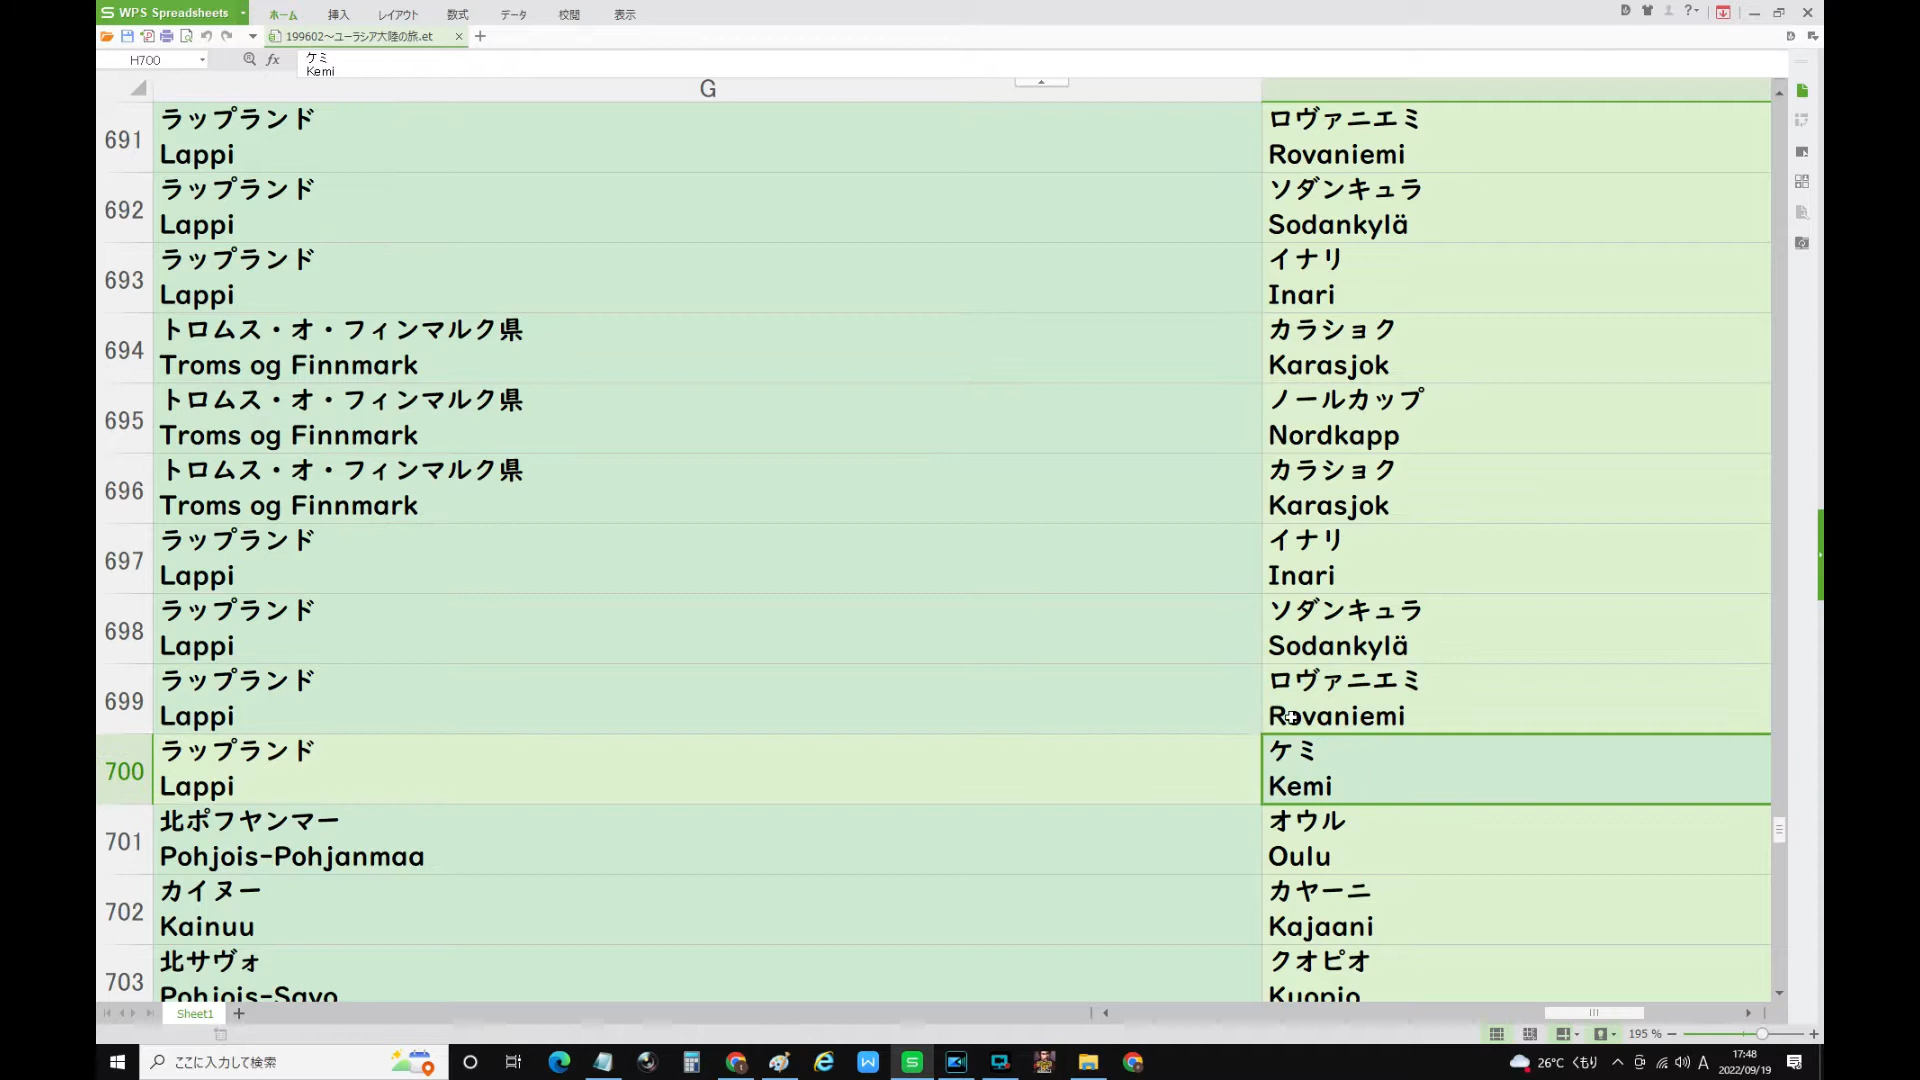 WPS Spreadsheets
ホーム 挿入 レイアウト 数式 データ 校閲 表示
199602～ユーラシア大陸の旅.et
H700
fx
ケミ
Kemi
G
691
ラップランド
Lappi
ロヴァニエミ
Rovaniemi
692
ラップランド
Lappi
ソダンキュラ
Sodankylä
693
ラップランド
Lappi
イナリ
Inari
694
トロムス・オ・フィンマルク県
Troms og Finnmark
カラショク
Karasjok
695
トロムス・オ・フィンマルク県
Troms og Finnmark
ノールカップ
Nordkapp
696
トロムス・オ・フィンマルク県
Troms og Finnmark
カラショク
Karasjok
697
ラップランド
Lappi
イナリ
Inari
698
ラップランド
Lappi
ソダンキュラ
Sodankylä
699
ラップランド
Lappi
ロヴァニエミ
Rovaniemi
700
ラップランド
Lappi
ケミ
Kemi
701
北ポフヤンマー
Pohjois-Pohjanmaa
オウル
Oulu
702
カイヌー
Kainuu
カヤーニ
Kajaani
703
北サヴォ
Pohjois-Savo
クオピオ
Kuopio
Sheet1
195 %
ここに入力して検索
26°C くもり
A
17:48
2022/09/19